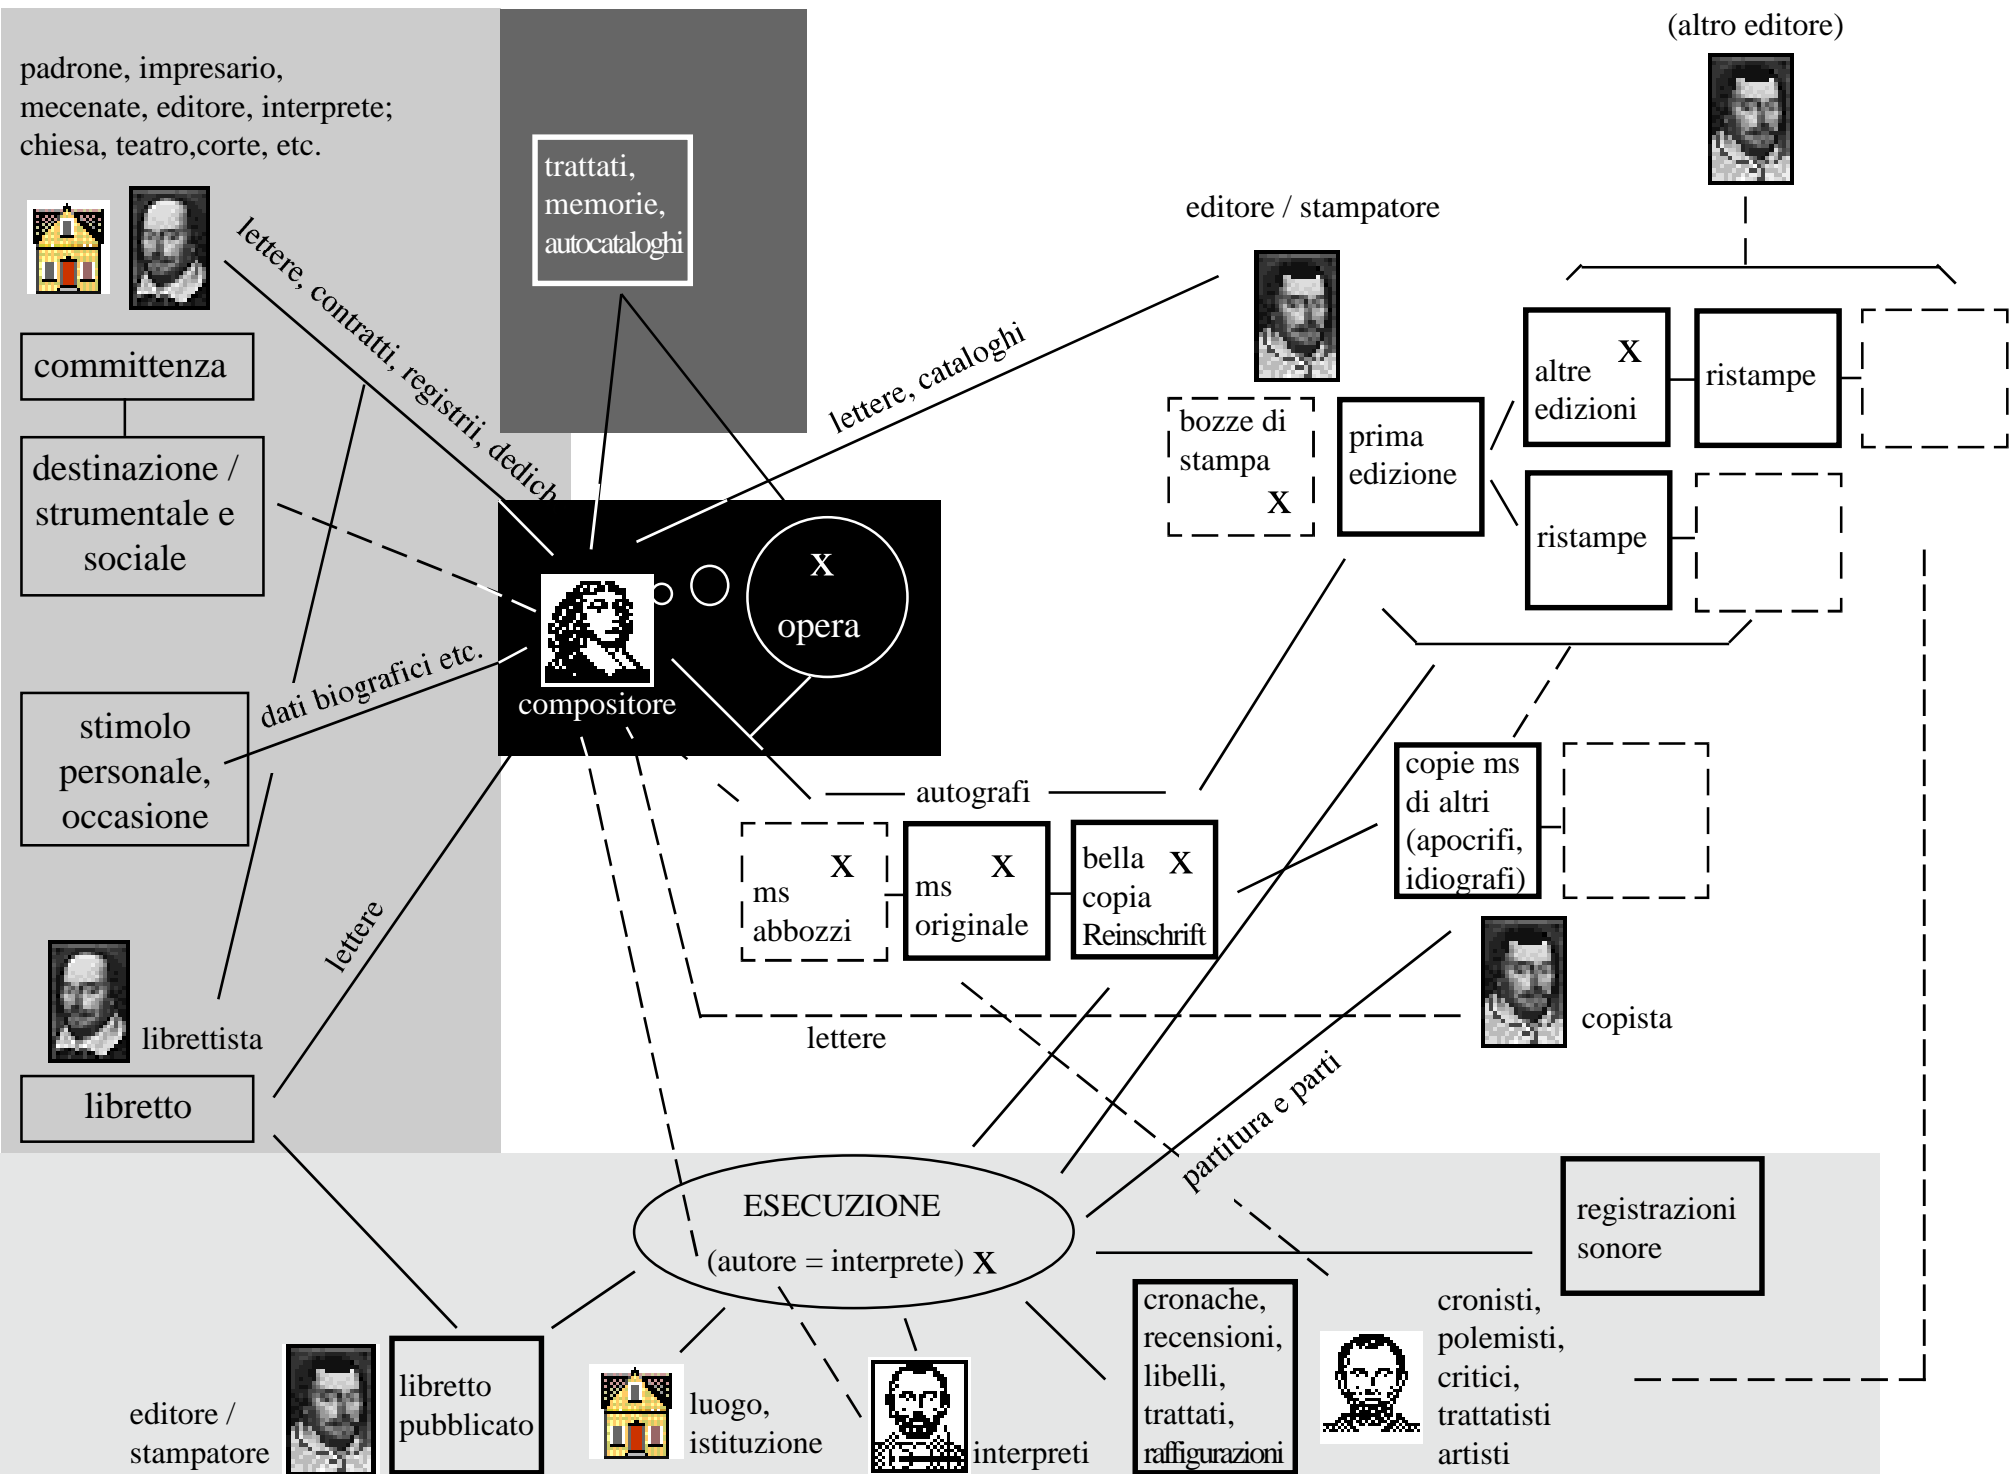 (altro editore)
padrone, impresario,
mecenate, editore, interprete;
chiesa, teatro,corte, etc.
trattati,
memorie,
autocataloghi
editore / stampatore
lettere, contratti, registrii, dedich
lettere, cataloghi
committenza
destinazione /
strumentale e
sociale
bozze di
stampa
X
prima
edizione
X
altre
edizioni
ristampe
ristampe
X
opera
compositore
dati biografici etc.
stimolo
personale,
occasione
autografi
X
ms
abbozzi
X
ms
originale
bella X
copia
Reinschrift
copie ms
di altri
(apocrifi,
idiografi)
lettere
librettista
lettere
copista
libretto
partitura e parti
ESECUZIONE
(autore = interprete) X
registrazioni
sonore
editore /
stampatore
libretto
pubblicato
luogo,
istituzione
interpreti
cronache,
recensioni,
libelli,
trattati,
raffigurazioni
cronisti,
polemisti,
critici,
trattatisti
artisti